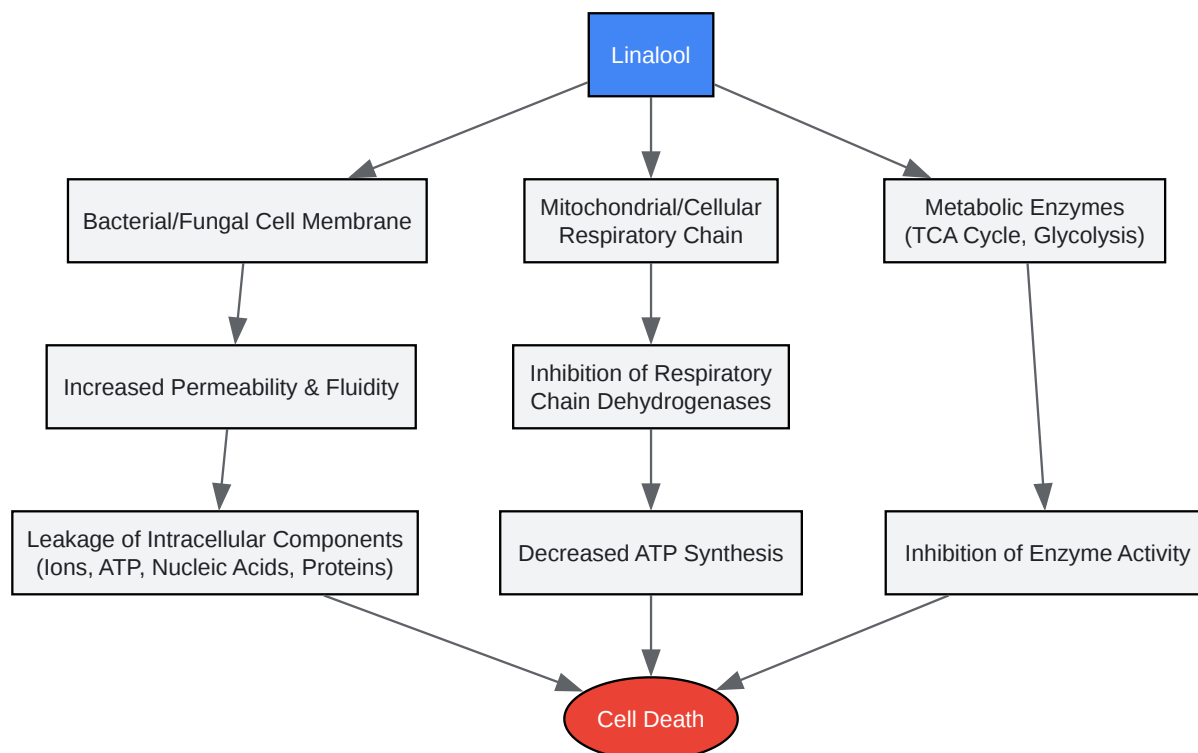 Linalool
Bacterial/Fungal Cell Membrane
Mitochondrial/Cellular
Respiratory Chain
Metabolic Enzymes
(TCA Cycle, Glycolysis)
Increased Permeability & Fluidity
Inhibition of Respiratory
Chain Dehydrogenases
Leakage of Intracellular Components
(Ions, ATP, Nucleic Acids, Proteins)
Decreased ATP Synthesis
Inhibition of Enzyme Activity
Cell Death